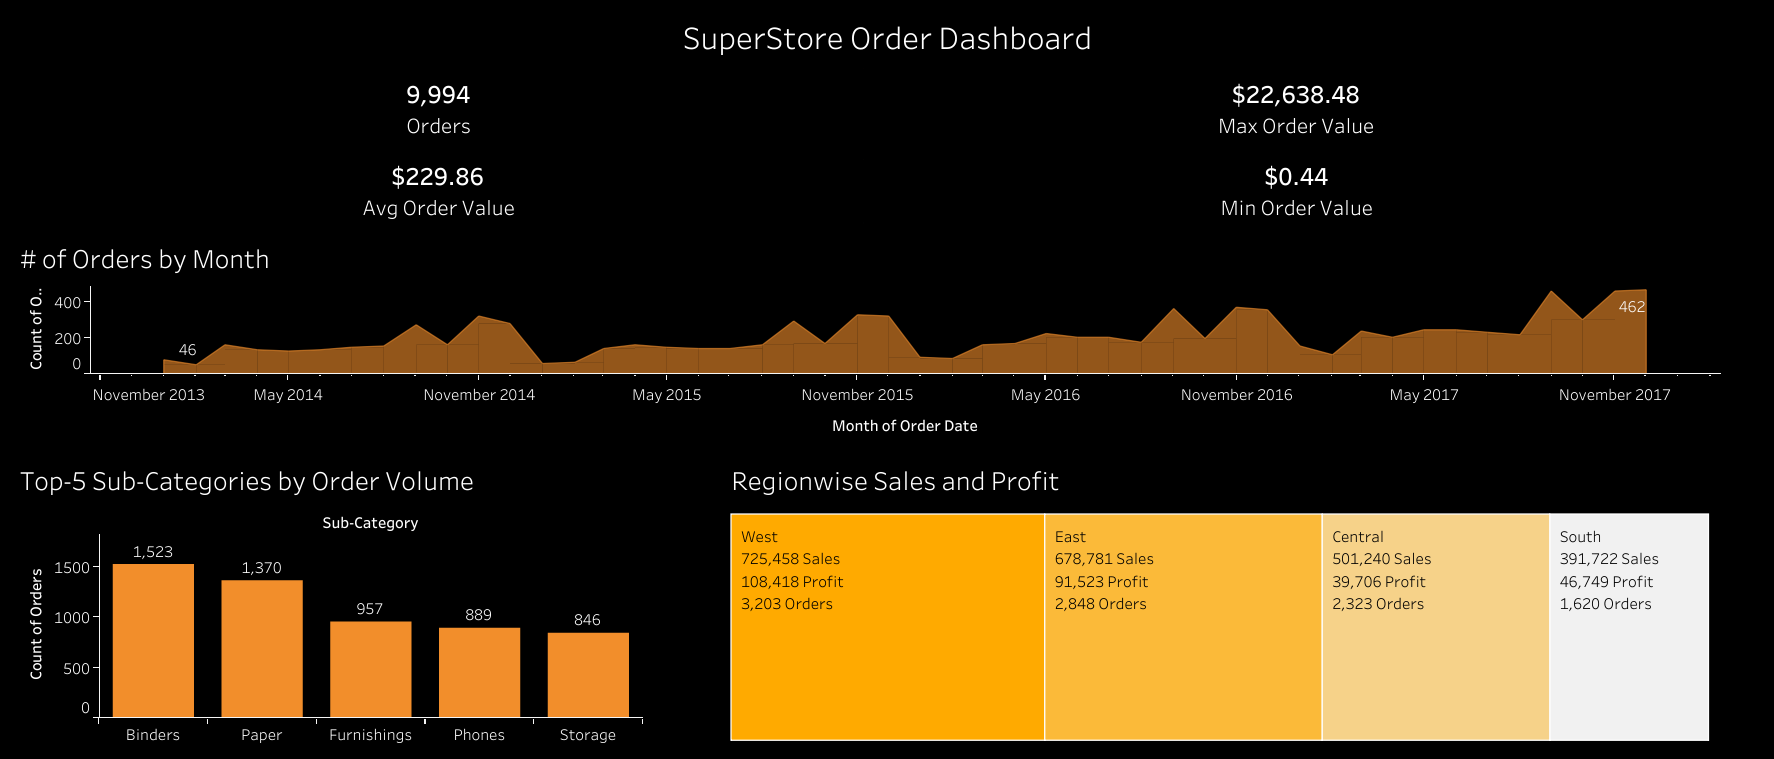 SuperStore Order Dashboard
9,994
Orders
$22,638.48
Max Order Value
$229.86
Avg Order Value
$0.44
Min Order Value
# of Orders by Month
Count of O..
400
200
0
46
462
November 2013
May 2014
November 2014
May 2015
November 2015
May 2016
November 2016
May 2017
November 2017
Month of Order Date
Top-5 Sub-Categories by Order Volume
Sub-Category
Count of Orders
1500
1000
500
0
1,523
1,370
957
889
846
Binders
Paper
Furnishings
Phones
Storage
Regionwise Sales and Profit
West
725,458 Sales
108,418 Profit
3,203 Orders
East
678,781 Sales
91,523 Profit
2,848 Orders
Central
501,240 Sales
39,706 Profit
2,323 Orders
South
391,722 Sales
46,749 Profit
1,620 Orders